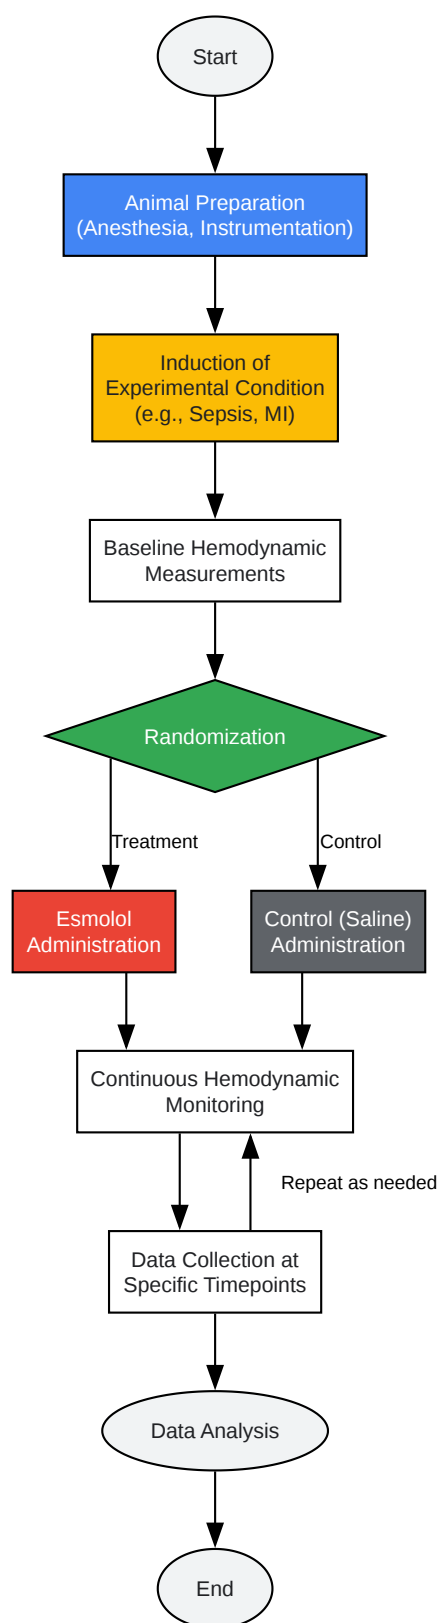 Start
Animal Preparation
(Anesthesia, Instrumentation)
Induction of
Experimental Condition
(e.g., Sepsis, MI)
Baseline Hemodynamic
Measurements
Randomization
Treatment
Control
Esmolol
Administration
Control (Saline)
Administration
Continuous Hemodynamic
Monitoring
Repeat as needed
Data Collection at
Specific Timepoints
Data Analysis
End